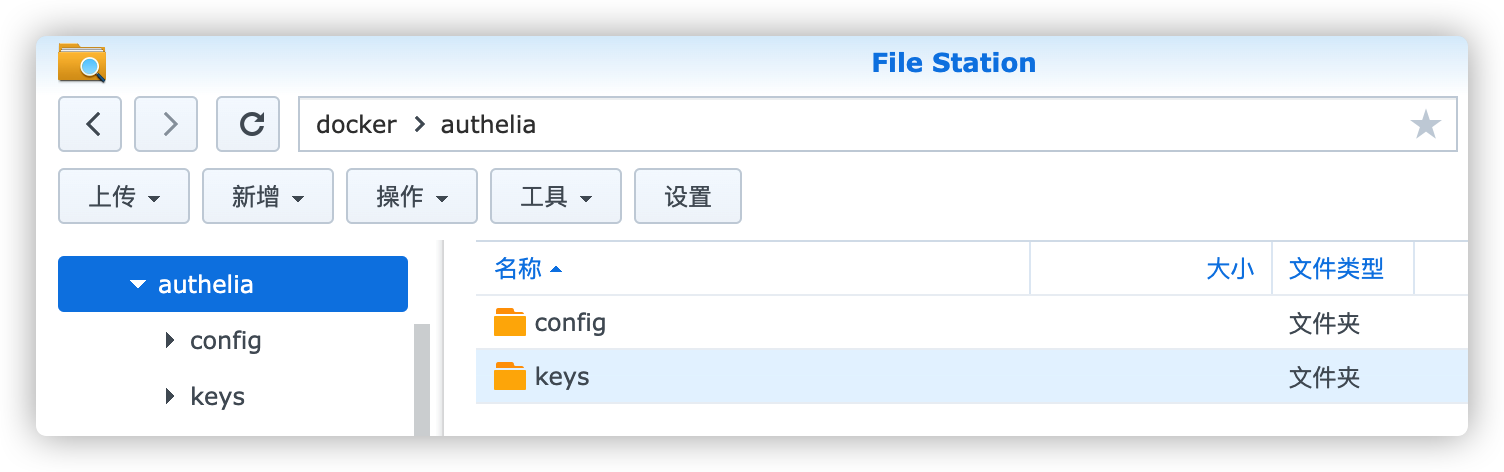 File Station
docker > authelia
上传 新增 操作 工具 设置
authelia
config
keys
名称 大小 文件类型
config 文件夹
keys 文件夹